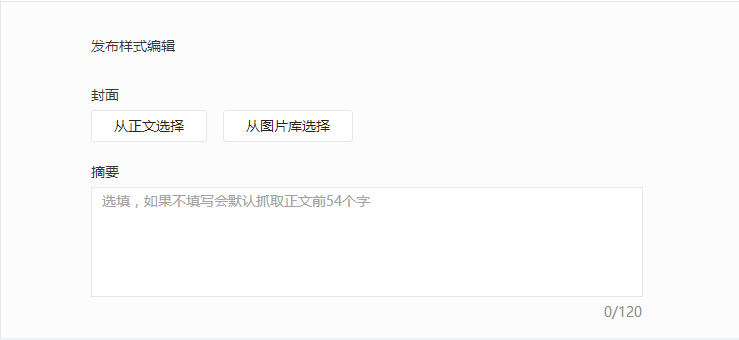 发布样式编辑
封面
从正文选择 从图片库选择
摘要
选填，如果不填写会默认抓取正文前54个字
0/120